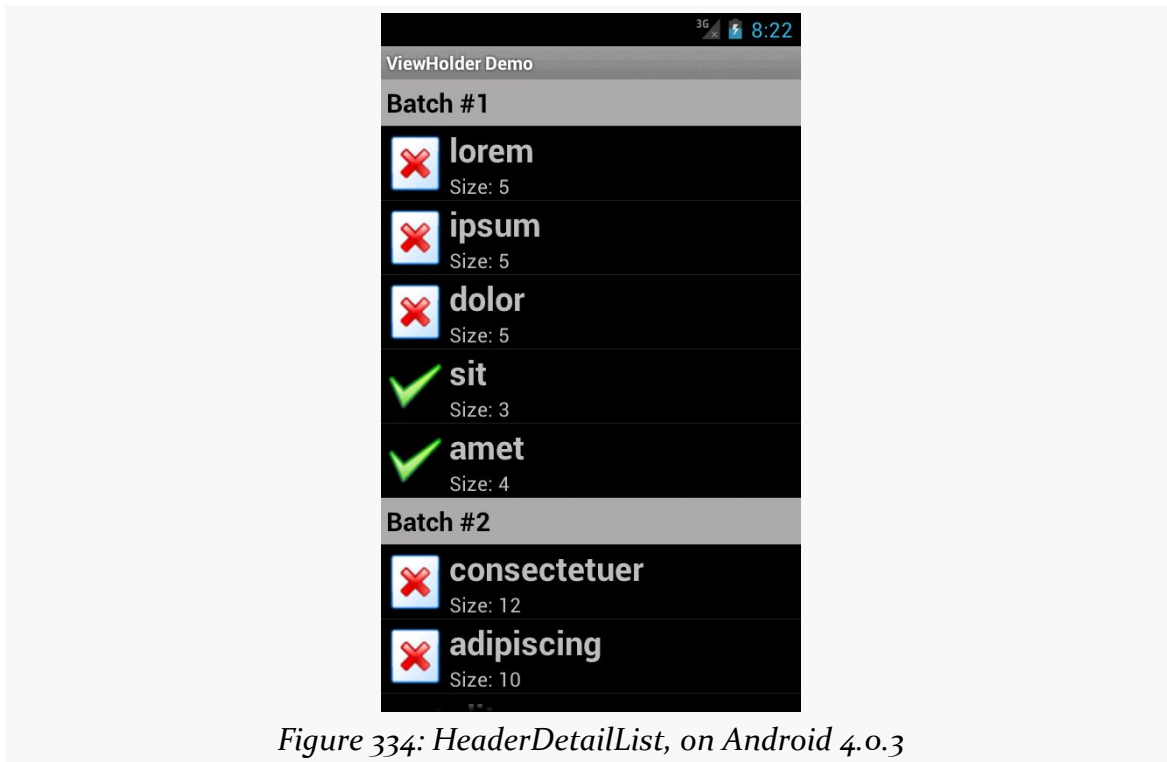 3G
8:22
ViewHolder Demo
Batch #1
lorem
Size: 5
ipsum
Size: 5
dolor
Size: 5
sit
Size: 3
amet
Size: 4
Batch #2
consectetuer
Size: 12
adipiscing
Size: 10
Figure 334: HeaderDetailList, on Android 4.0.3